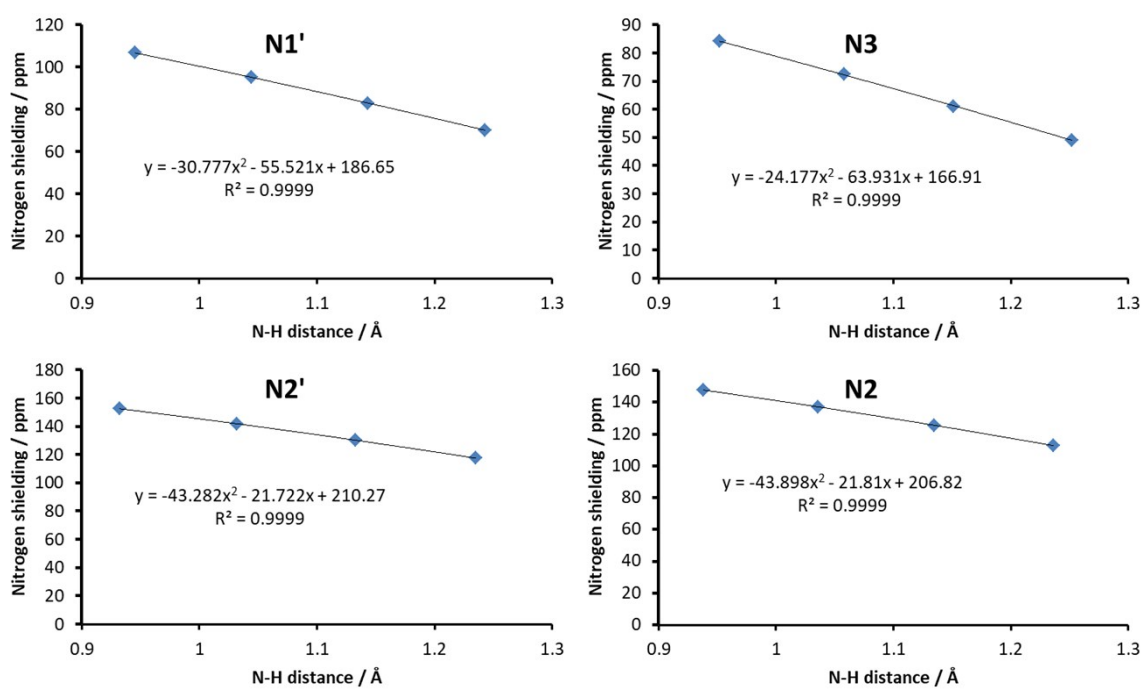 N1'
Nitrogen shielding / ppm
120
100
80
60
40
20
0
y = -30.777x² - 55.521x + 186.65
R² = 0.9999
0.9 1 1.1 1.2 1.3
N-H distance / Å
N3
Nitrogen shielding / ppm
90
80
70
60
50
40
30
20
10
0
y = -24.177x² - 63.931x + 166.91
R² = 0.9999
0.9 1 1.1 1.2 1.3
N-H distance / Å
N2'
Nitrogen shielding / ppm
180
160
140
120
100
80
60
40
20
0
y = -43.282x² - 21.722x + 210.27
R² = 0.9999
0.9 1 1.1 1.2 1.3
N-H distance / Å
N2
Nitrogen shielding / ppm
160
140
120
100
80
60
40
20
0
y = -43.898x² - 21.81x + 206.82
R² = 0.9999
0.9 1 1.1 1.2 1.3
N-H distance / Å